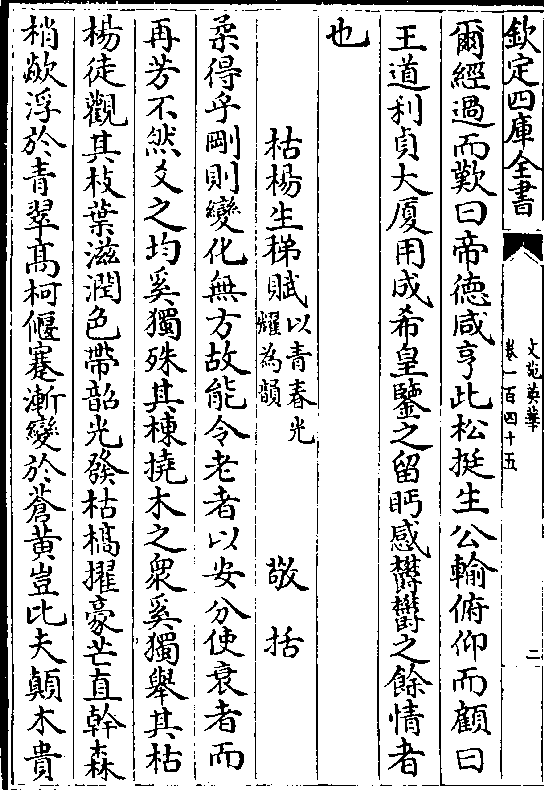 欽定四庫全書
文苑英華
卷一百四十五
二
爾經過而歎曰帝德咸亨此松挺生公輸俯仰而顧曰
王道利貞大厦用成希皇鑒之留眄感欝欝之餘情者
也
枯楊生稊賦以青春光
耀為韻
敬括
柔得乎剛則變化無方故能令老者以安分使衰者而
再芳不然爻之均奚獨殊其棟撓木之衆奚獨舉其枯
楊徒觀其枝葉滋潤色帶韶光發枯槁擢豪芒直幹森
梢歘浮於青翠高柯偃蹇漸變於蒼黃豈比夫顛木貴